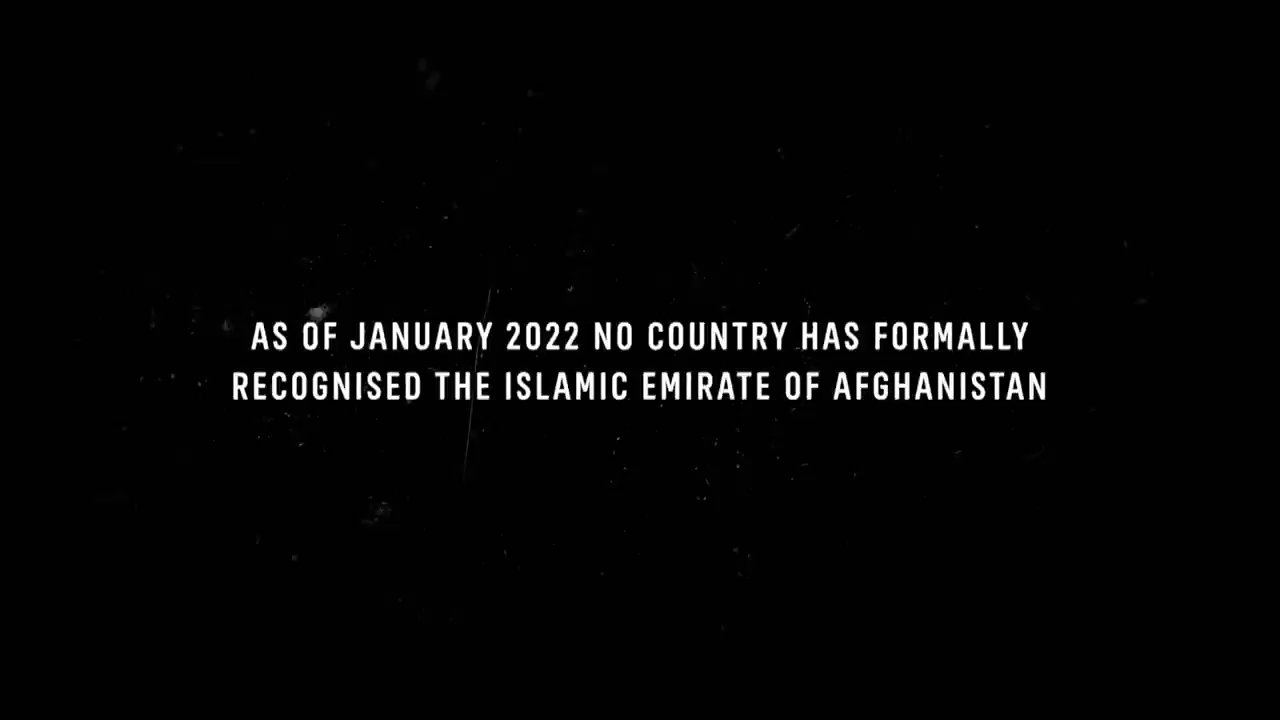 AS OF JANUARY 2022 NO COUNTRY HAS FORMALLY
RECOGNISED THE ISLAMIC EMIRATE OF AFGHANISTAN